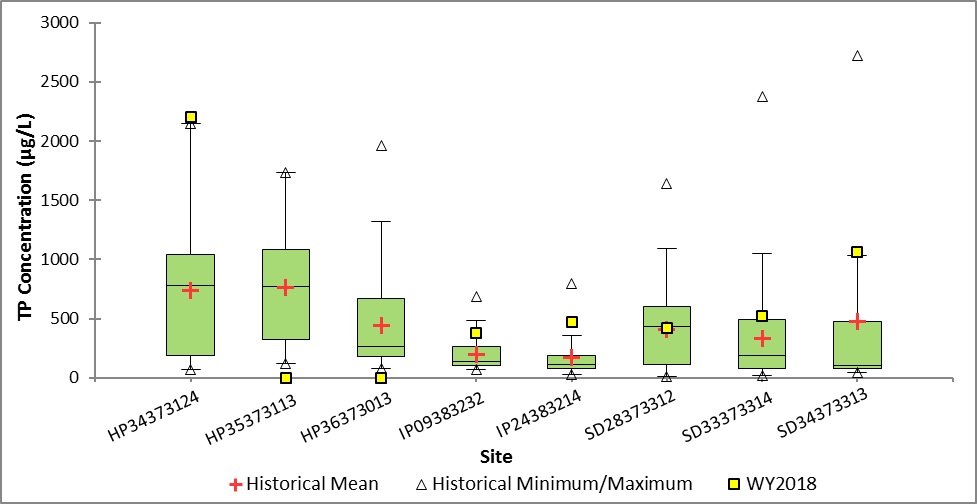 3000
2500
2000
1500
1000
500
0
TP Concentration (µg/L)
HP34373124
HP35373113
HP36373013
IP09383232
IP24383214
SD28373312
SD33373314
SD34373313
Site
Historical Mean
Historical Minimum/Maximum
WY2018